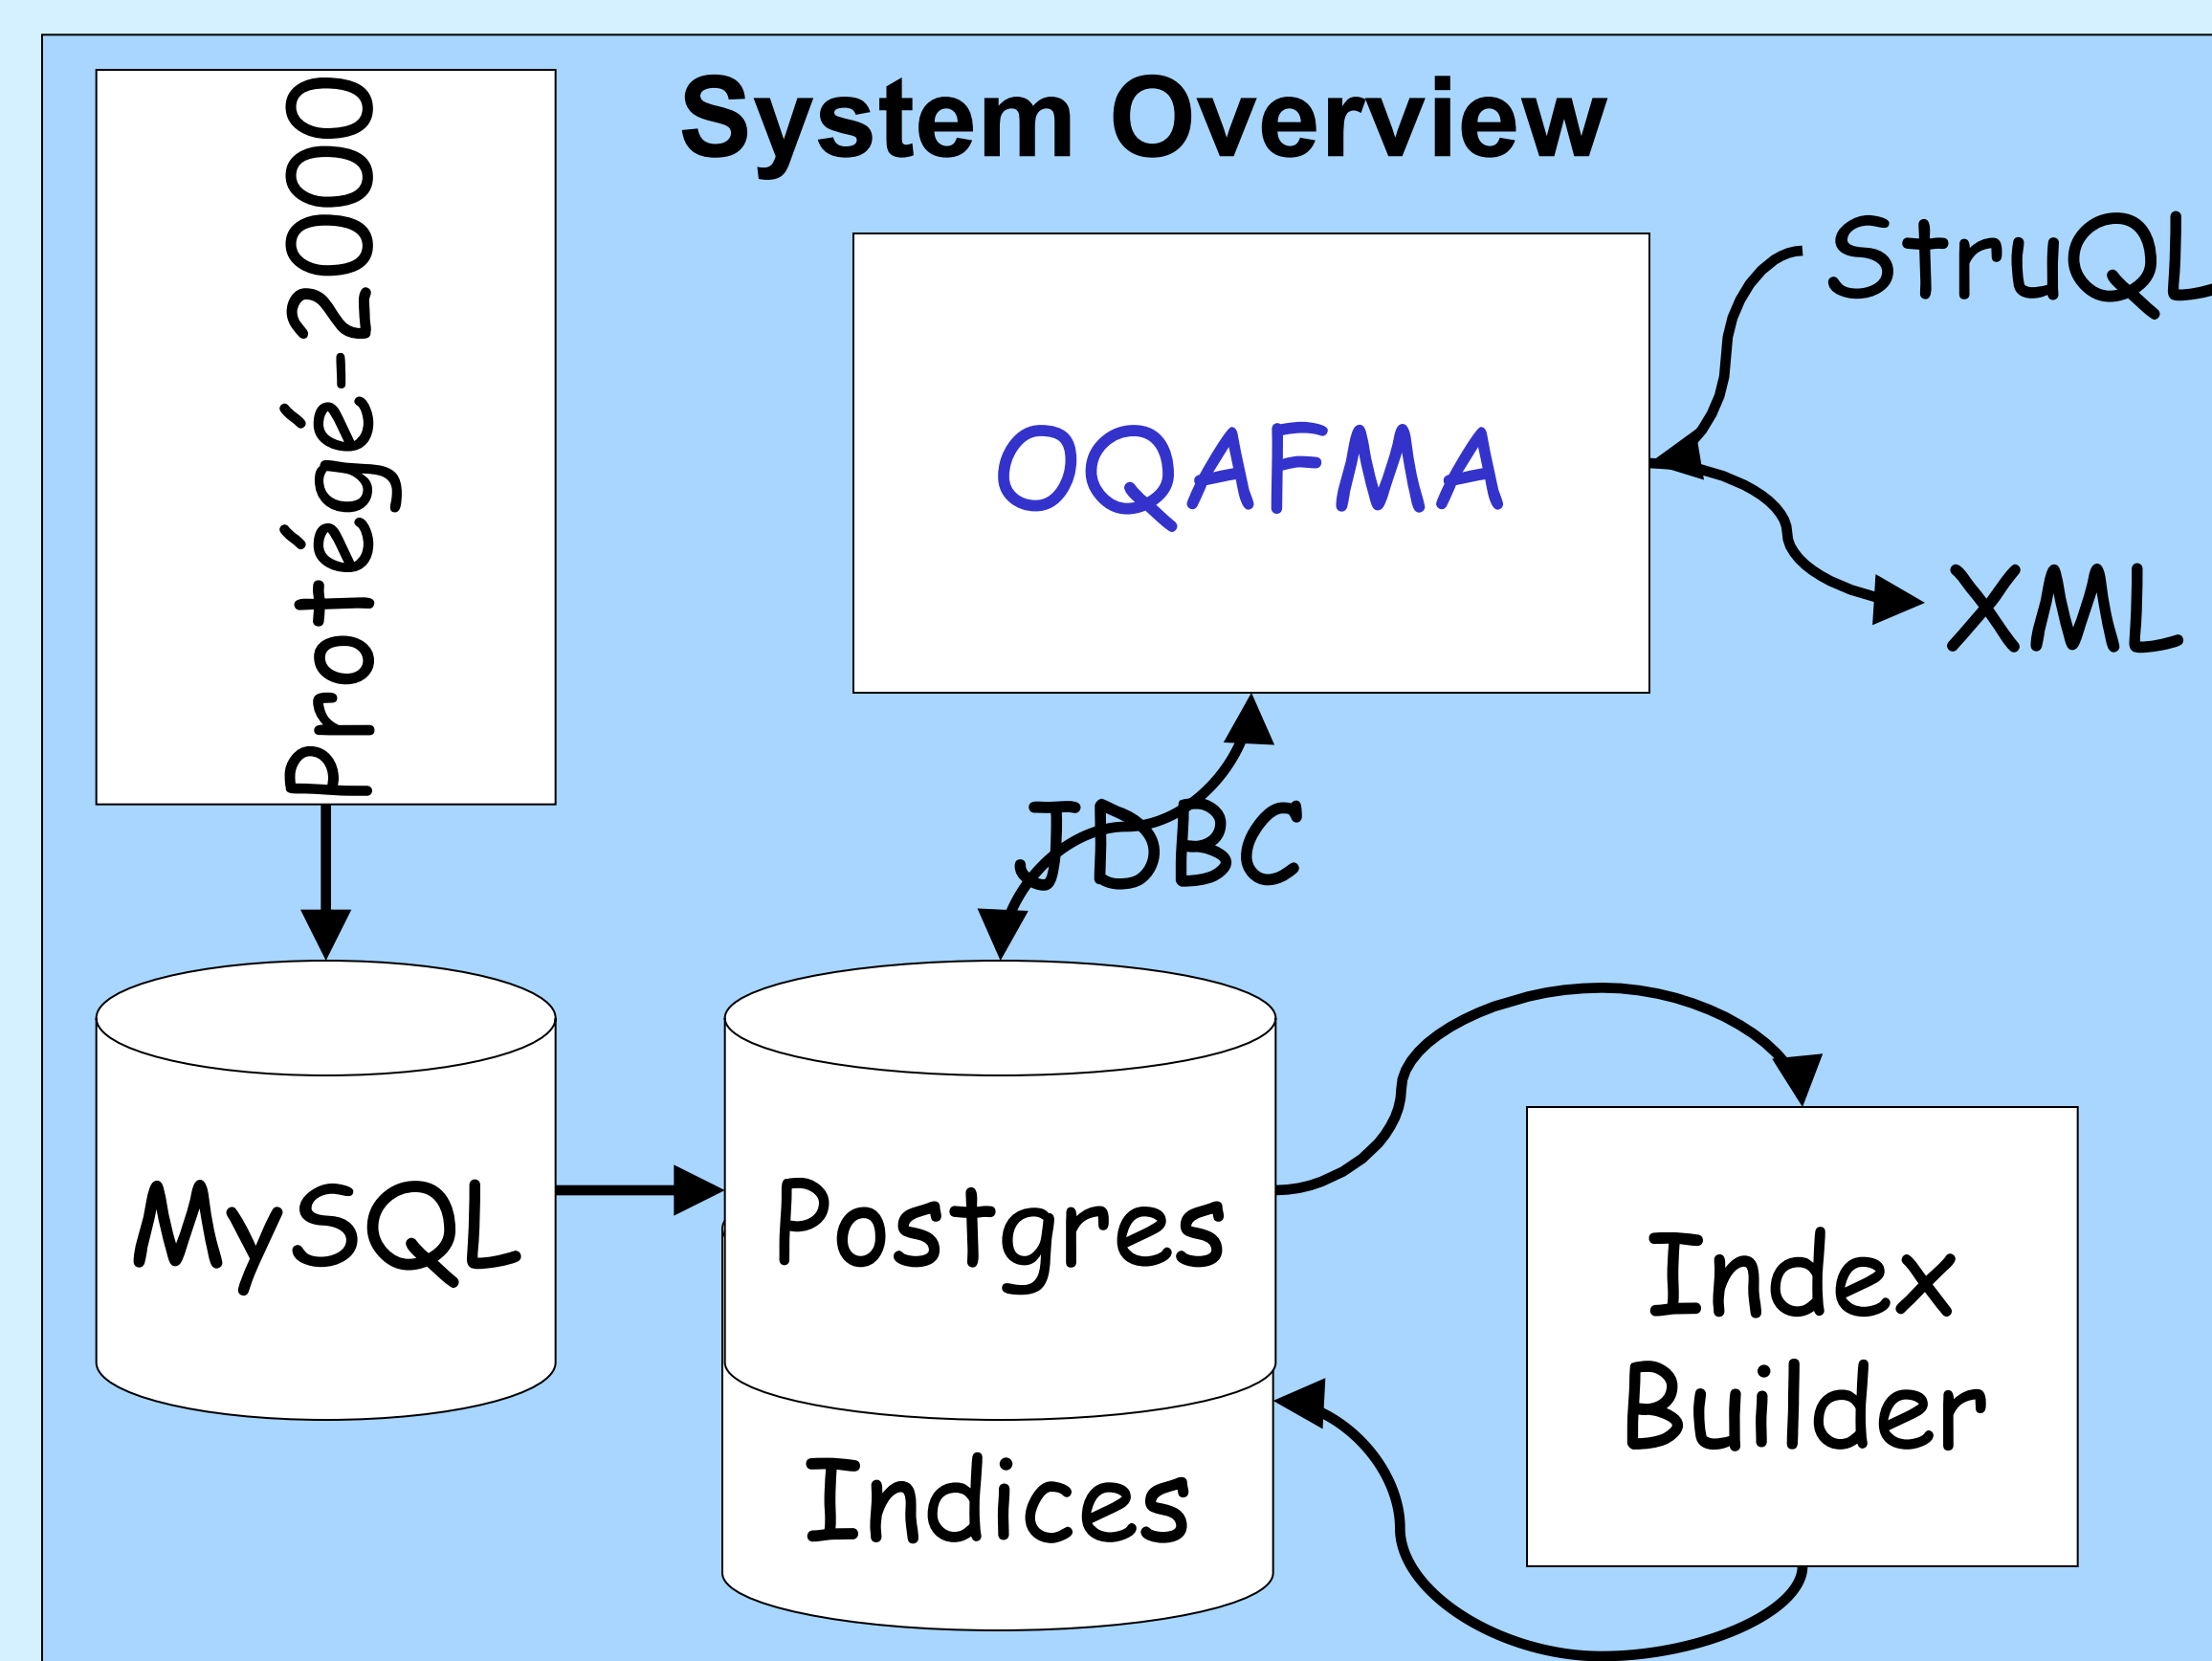 System Overview
Protégé-2000
StruQL
OQAFMA
XML
JDBC
MySQL
Postgres
Index
Builder
Indices